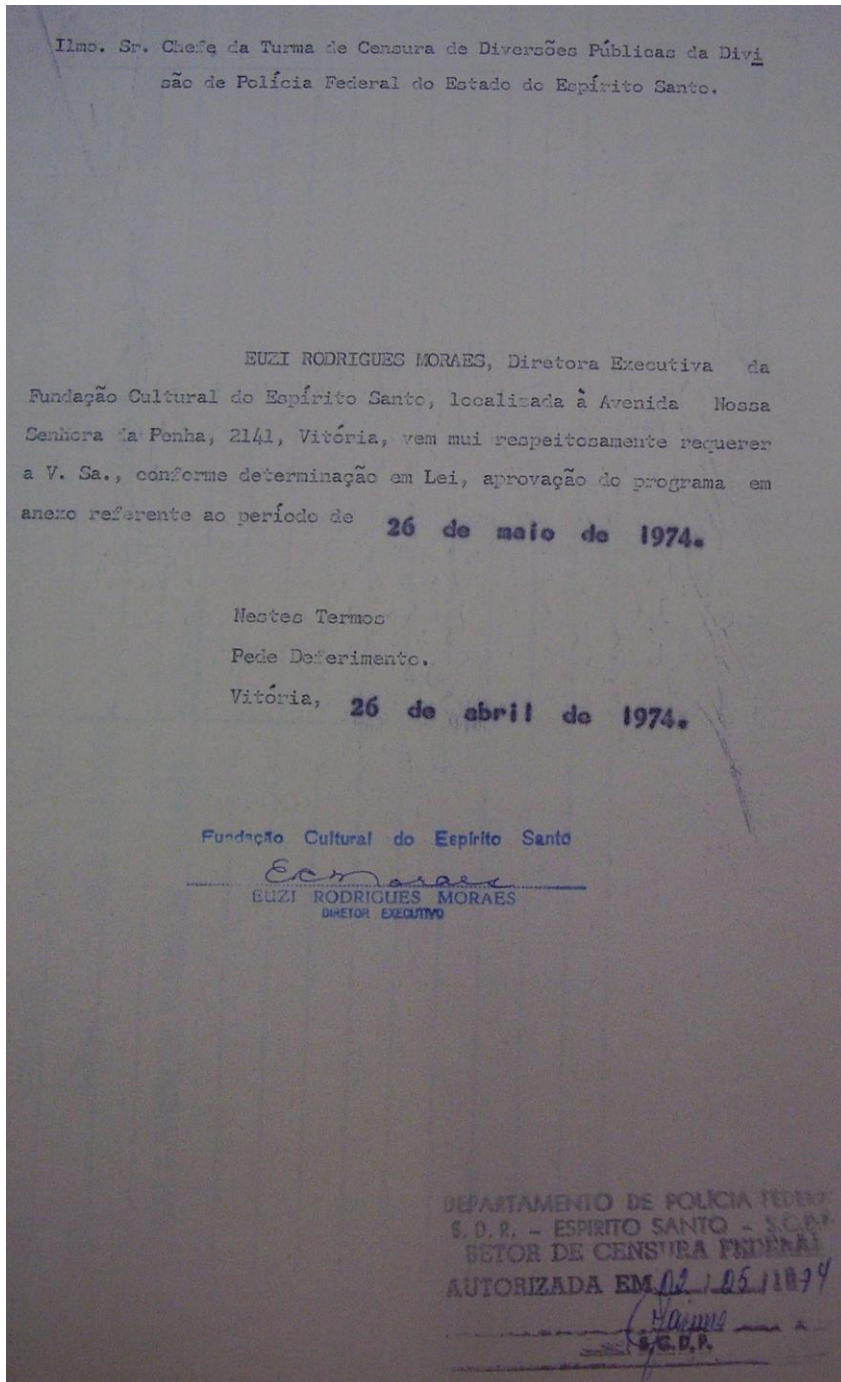 Ilmo. Sr. Chefe da Turma de Censura de Diversões Públicas da Divi
são de Polícia Federal do Estado do Espírito Santo.
EUZI RODRIGUES MORAES, Diretora Executiva da
Fundação Cultural do Espírito Santo, localizada à Avenida Nossa
Senhora da Penha, 2141, Vitória, vem mui respeitosamente requerer
a V. Sa., conforme determinação em Lei, aprovação do programa em
anexo referente ao período de 26 de maio de 1974.
Nestes Termos
Pede Deferimento.
Vitória, 26 de abril de 1974.
Fundação Cultural do Espírito Santo
EUZI RODRIGUES MORAES
DIRETOR EXECUTIVO
DEPARTAMENTO DE POLÍCIA FEDERAL
S. D. R. - ESPIRITO SANTO -
SETOR DE CENSURA FEDERAL
AUTORIZADA EM 02 / 05 / 1974
S.C.D.P.